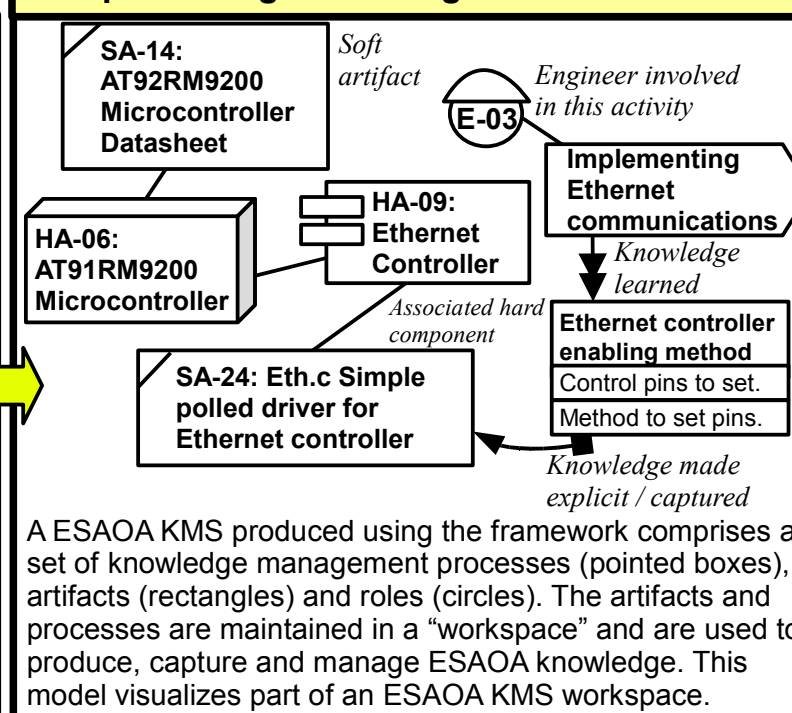 SA-14:
AT92RM9200
Microcontroller
Datasheet
Soft
artifact
E-03
Engineer involved
in this activity
Implementing
Ethernet
communications
HA-06:
AT91RM9200
Microcontroller
HA-09:
Ethernet
Controller
Knowledge
learned
Associated hard
component
Ethernet controller
enabling method
Control pins to set.
Method to set pins.
SA-24: Eth.c Simple
polled driver for
Ethernet controller
Knowledge made
explicit / captured
A ESAOA KMS produced using the framework comprises a
set of knowledge management processes (pointed boxes),
artifacts (rectangles) and roles (circles). The artifacts and
processes are maintained in a “workspace” and are used to
produce, capture and manage ESAOA knowledge. This
model visualizes part of an ESAOA KMS workspace.